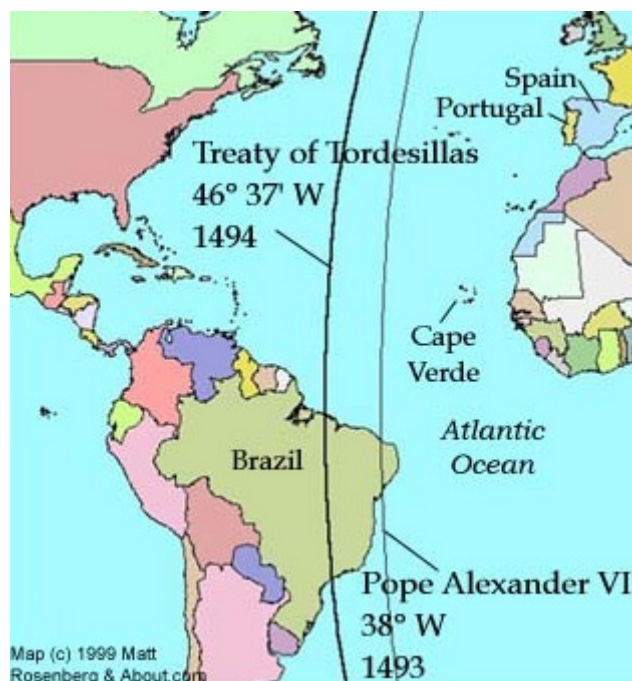 Spain
Portugal
Treaty of Tordesillas
46° 37' W
1494
Cape
Verde
Atlantic
Ocean
Brazil
Pope Alexander VI
38° W
1493
Map (c) 1999 Matt
Rosenberg & About.com